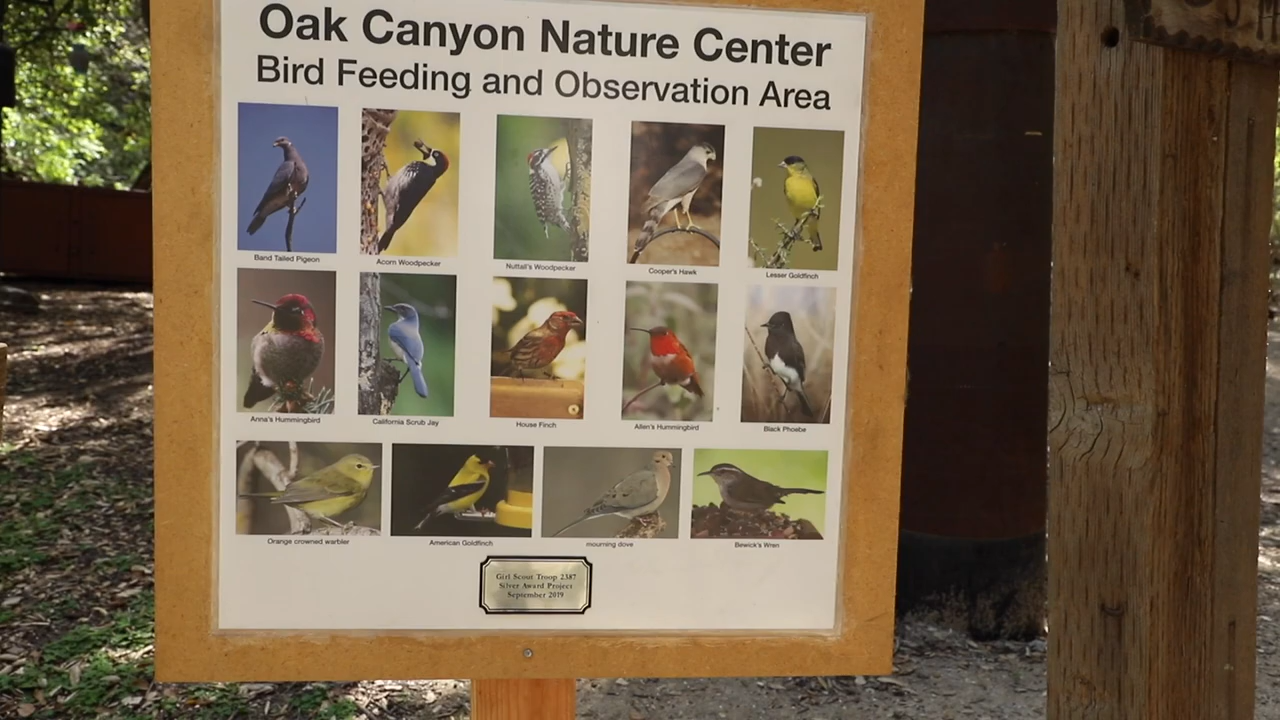 Oak Canyon Nature Center
Bird Feeding and Observation Area
Band Tailed Pigeon
Acorn Woodpecker
Nuttall's Woodpecker
Cooper's Hawk
Lesser Goldfinch
Anna's Hummingbird
California Scrub Jay
House Finch
Allen's Hummingbird
Black Phoebe
Orange crowned warbler
American Goldfinch
mourning dove
Bewick's Wren
Girl Scout Troop 2387
Silver Award Project
September 2019